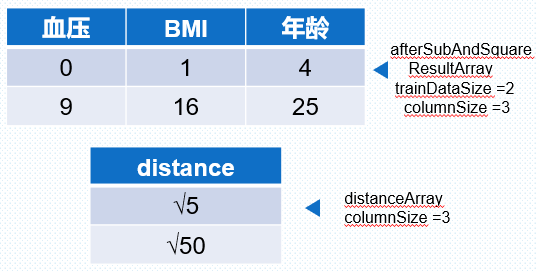 血压 BMI 年龄
0 1 4
9 16 25
afterSubAndSquare
ResultArray
trainDataSize =2
columnSize =3
distance
√5
√50
distanceArray
columnSize =3